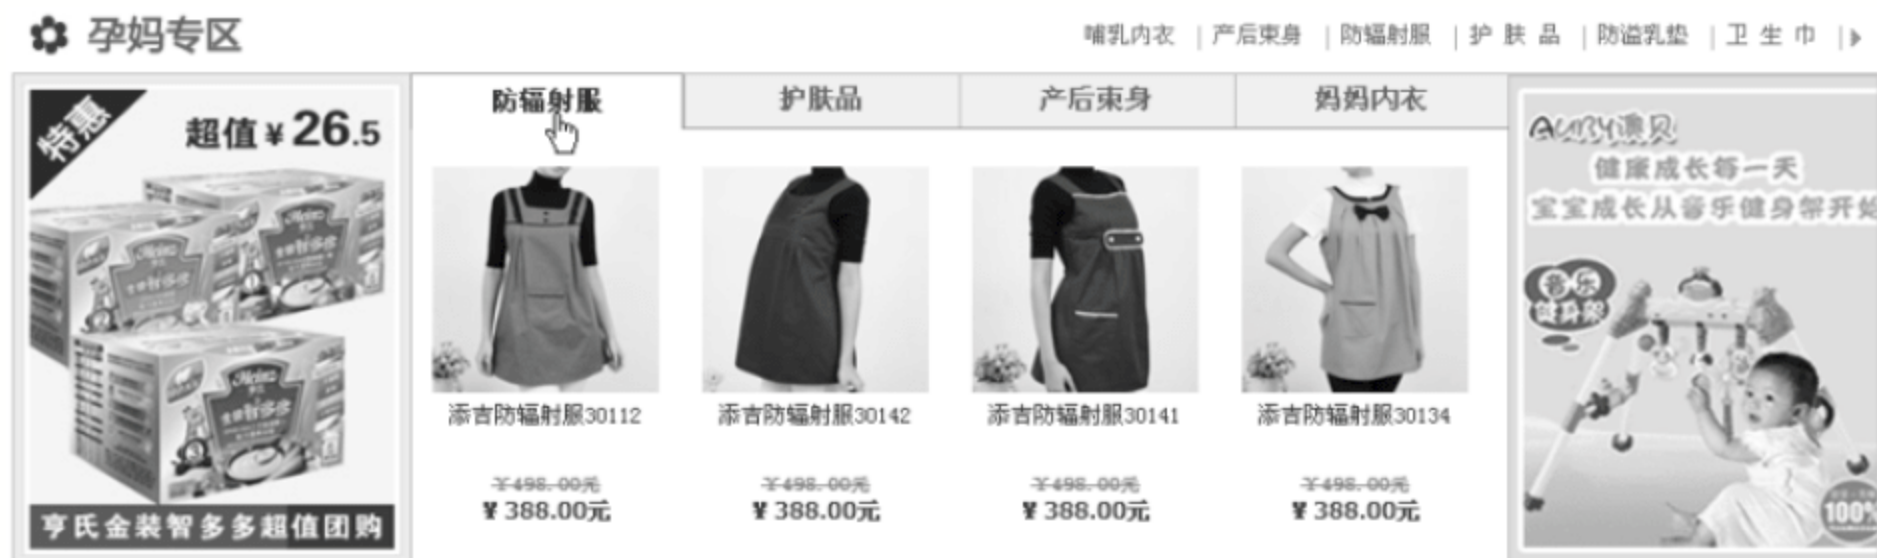 孕妈专区
哺乳内衣 | 产后束身 | 防辐射服 | 护肤品 | 防溢乳垫 | 卫生巾 |
特惠
超值¥26.5
Heinz
Heinz
Heinz
亨氏金装智多多超值团购
防辐射服 护肤品 产后束身 妈妈内衣
添吉防辐射服30112 添吉防辐射服30142 添吉防辐射服30141 添吉防辐射服30134
¥498.00元 ¥498.00元 ¥498.00元 ¥498.00元
¥388.00元 ¥388.00元 ¥388.00元 ¥388.00元
AUBY澳贝
健康成长每一天
宝宝成长从音乐健身架开始
音乐
健身架
100%